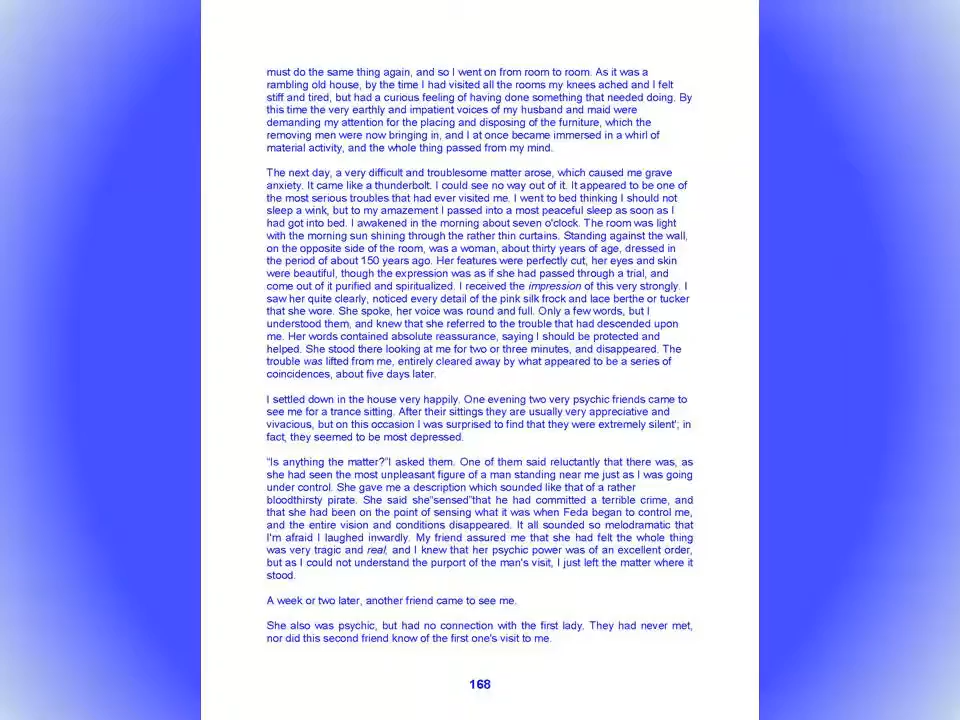 must do the same thing again, and so I went on from room to room. As it was a
rambling old house, by the time I had visited all the rooms my knees ached and I felt
stiff and tired, but had a curious feeling of having done something that needed doing. By
this time the very earthly and impatient voices of my husband and maid were
demanding my attention for the placing and disposing of the furniture, which the
removing men were now bringing in, and I at once became immersed in a whirl of
material activity, and the whole thing passed from my mind.
The next day, a very difficult and troublesome matter arose, which caused me grave
anxiety. It came like a thunderbolt. I could see no way out of it. It appeared to be one of
the most serious troubles that had ever visited me. I went to bed thinking I should not
sleep a wink, but to my amazement I passed into a most peaceful sleep as soon as I
had got into bed. I awakened in the morning about seven o'clock. The room was light
with the morning sun shining through the rather thin curtains. Standing against the wall,
on the opposite side of the room, was a woman, about thirty years of age, dressed in
the period of about 150 years ago. Her features were perfectly cut, her eyes and skin
were beautiful, though the expression was as if she had passed through a trial, and
come out of it purified and spiritualized. I received the impression of this very strongly. I
saw her quite clearly, noticed every detail of the pink silk frock and lace berthe or tucker
that she wore. She spoke, her voice was round and full. Only a few words, but I
understood them, and knew that she referred to the trouble that had descended upon
me. Her words contained absolute reassurance, saying I should be protected and
helped. She stood there looking at me for two or three minutes, and disappeared. The
trouble was lifted from me, entirely cleared away by what appeared to be a series of
coincidences, about five days later.
I settled down in the house very happily. One evening two very psychic friends came to
see me for a trance sitting. After their sittings they are usually very appreciative and
vivacious, but on this occasion I was surprised to find that they were extremely silent'; in
fact, they seemed to be most depressed.
“Is anything the matter?”I asked them. One of them said reluctantly that there was, as
she had seen the most unpleasant figure of a man standing near me just as I was going
under control. She gave me a description which sounded like that of a rather
bloodthirsty pirate. She said she“sensed”that he had committed a terrible crime, and
that she had been on the point of sensing what it was when Feda began to control me,
and the entire vision and conditions disappeared. It all sounded so melodramatic that
I'm afraid I laughed inwardly. My friend assured me that she had felt the whole thing
was very tragic and real, and I knew that her psychic power was of an excellent order,
but as I could not understand the purport of the man's visit, I just left the matter where it
stood.
A week or two later, another friend came to see me.
She also was psychic, but had no connection with the first lady. They had never met,
nor did this second friend know of the first one's visit to me.
168